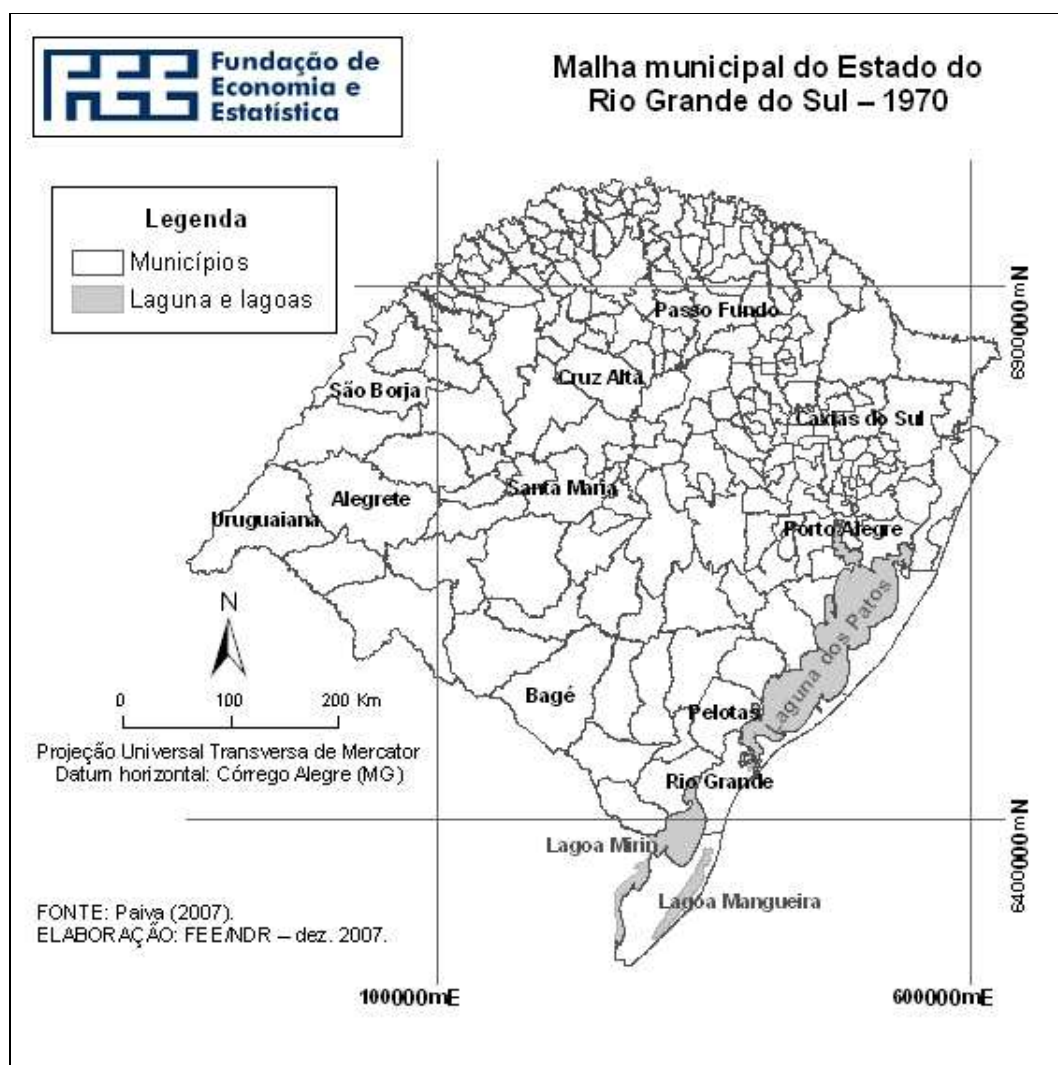 Fundação de
Economia e
Estatística
Malha municipal do Estado do
Rio Grande do Sul – 1970
Legenda
Municípios
Laguna e lagoas
6900000mN
Passo Fundo
São Borja
Cruz Alta
Caxias do Sul
Alegrete
Santa Maria
Uruguaiana
Porto Alegre
N
Laguna dos Patos
0 100 200 Km
Bagé
Pelotas
Projeção Universal Transversa de Mercator
Datum horizontal: Córrego Alegre (MG)
Rio Grande
6400000mN
Lagoa Mirin
Lagoa Mangueira
FONTE: Paiva (2007).
ELABORAÇÃO: FEE/NDR – dez. 2007.
100000mE
600000mE